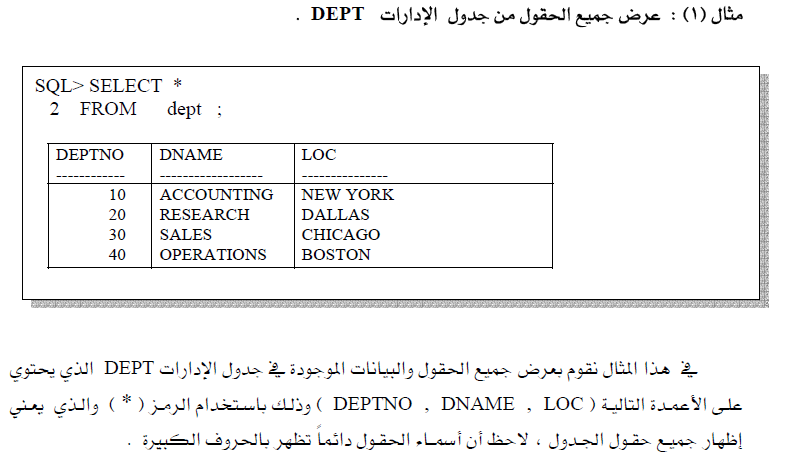 مثال (١) : عرض جميع الحقول من جدول الإدارات DEPT .
SQL> SELECT *
2 FROM dept ;
DEPTNO DNAME LOC
------------ ------------------ ---------------
10 ACCOUNTING NEW YORK
20 RESEARCH DALLAS
30 SALES CHICAGO
40 OPERATIONS BOSTON
في هذا المثال نقوم بعرض جميع الحقول والبيانات الموجودة في جدول الإدارات DEPT الذي يحتوي
على الأعمدة التالية ( DEPTNO , DNAME , LOC ) وذلك باستخدام الرمز ( * ) والذي يعني
إظهار جميع حقول الجدول ، لاحظ أن أسماء الحقول دائماً تظهر بالحروف الكبيرة .